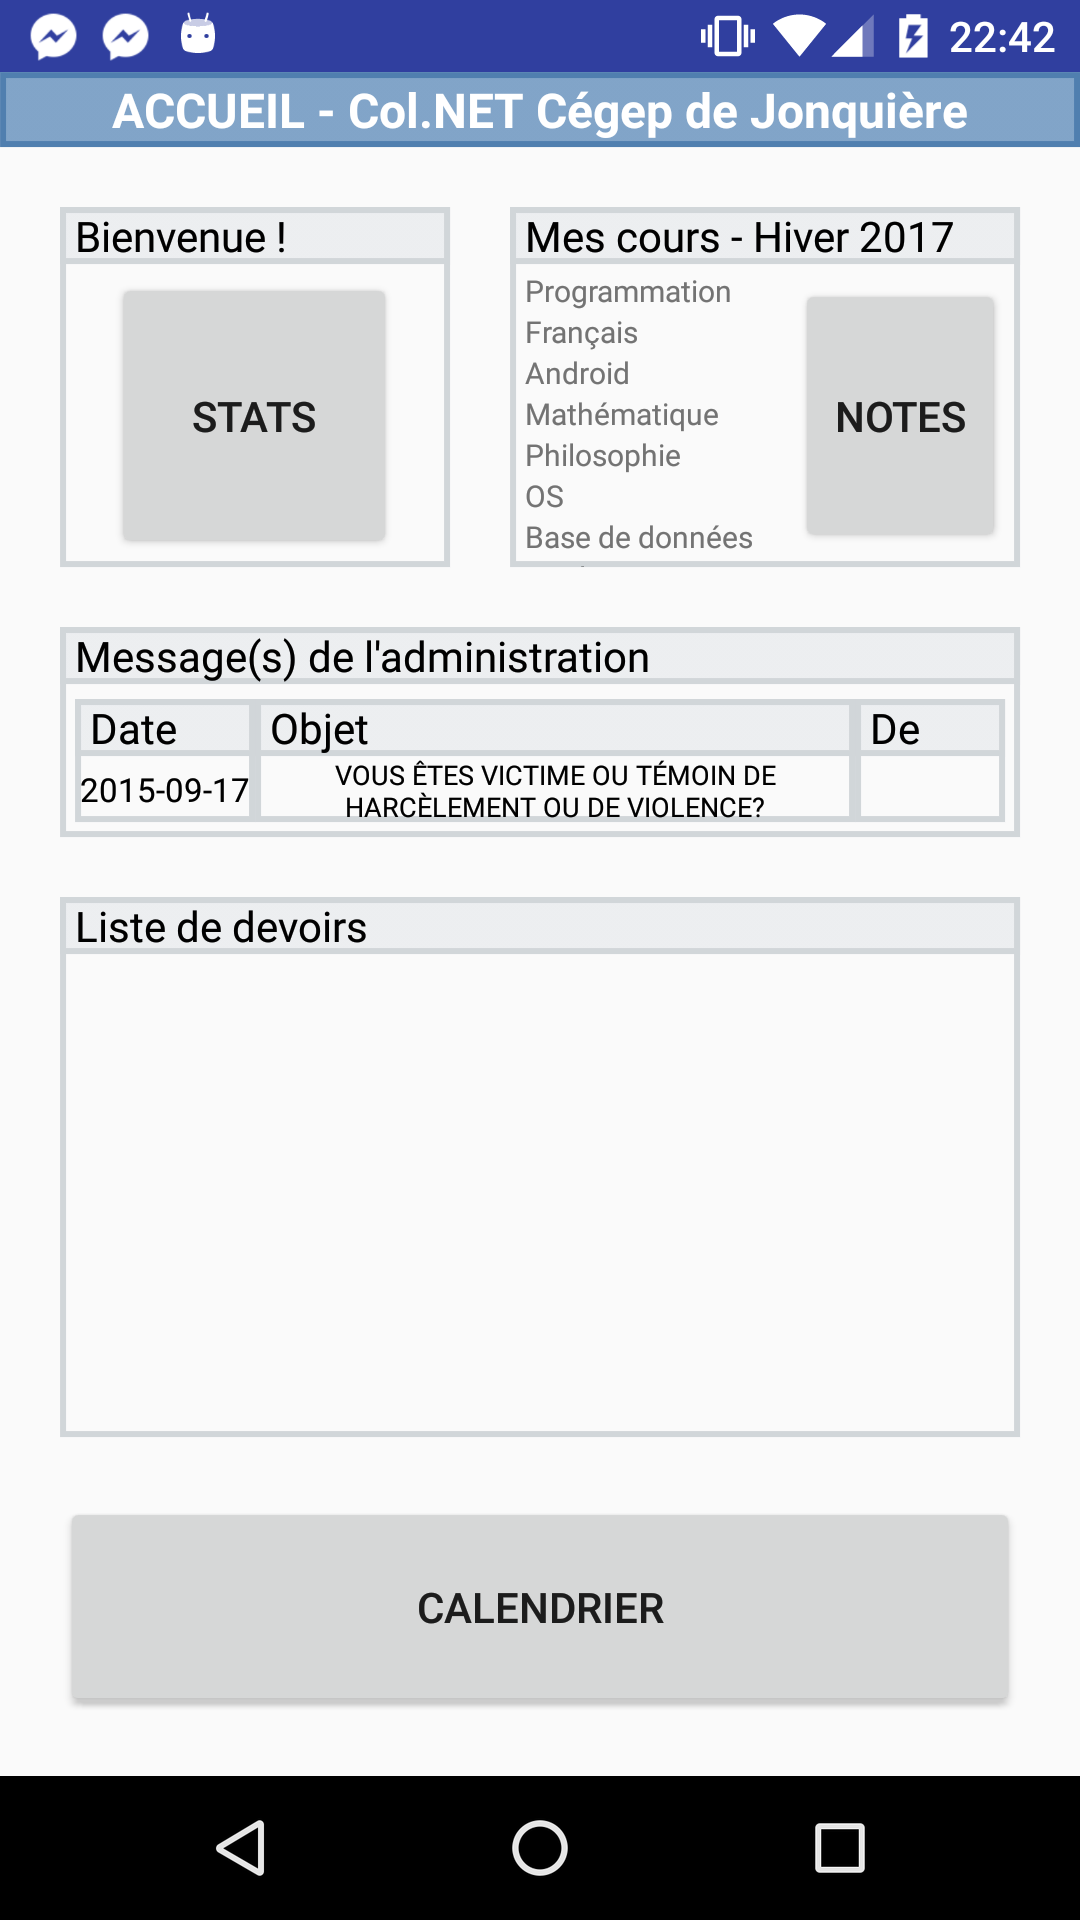 22:42
ACCUEIL - Col.NET Cégep de Jonquière
Bienvenue !
STATS
Mes cours - Hiver 2017
Programmation
Français
Android
Mathématique
Philosophie
OS
Base de données
NOTES
Message(s) de l'administration
Date
Objet
De
2015-09-17
VOUS ÊTES VICTIME OU TÉMOIN DE
HARCÈLEMENT OU DE VIOLENCE?
Liste de devoirs
CALENDRIER